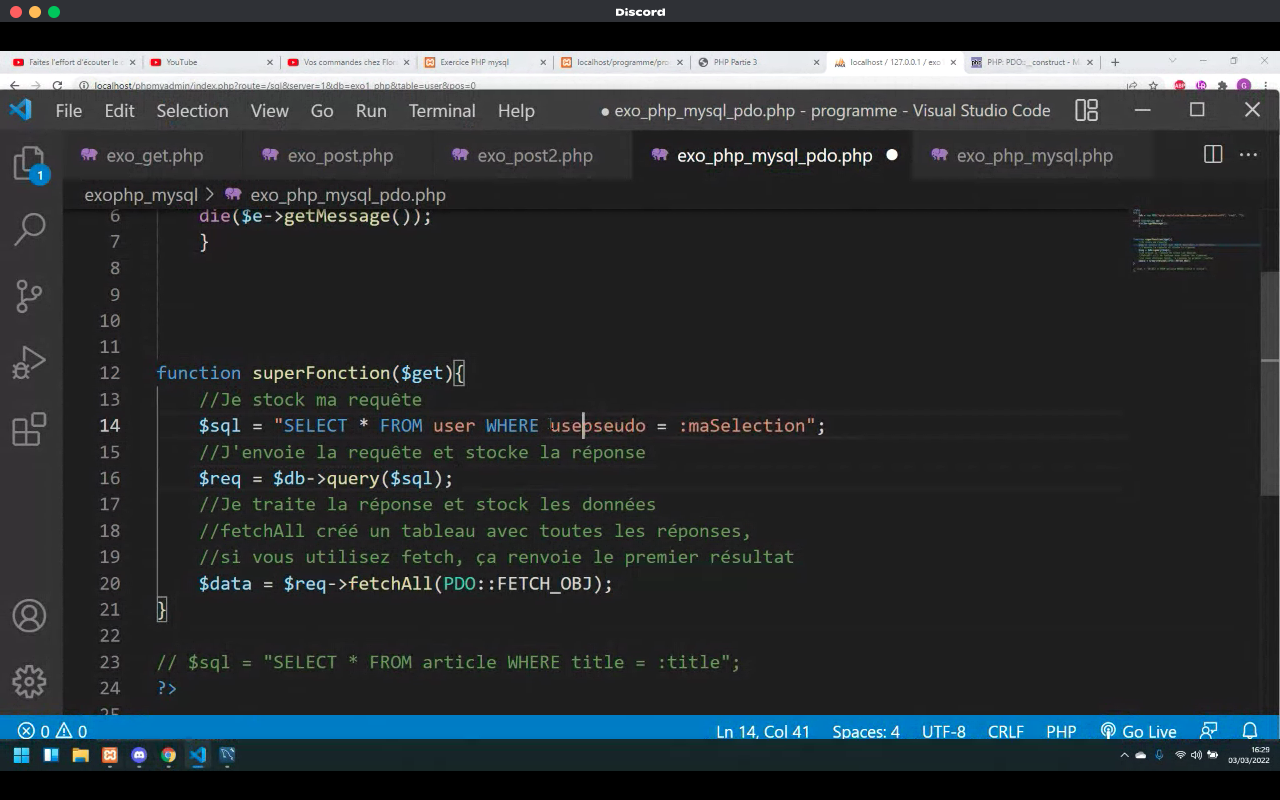 Discord
Faites l'effort d'écouter le c
YouTube
Vos commandes chez Flo
Exercice PHP mysql
localhost/programme/pro
PHP Partie 3
localhost / 127.0.0.1 / exo
PHP: PDO::__construct - M
localhost/phpmyadmin/index.php?route=/sql&server=1&db=exo1_php&table=user&pos=0
File Edit Selection View Go Run Terminal Help
● exo_php_mysql_pdo.php - programme - Visual Studio Code
exo_get.php
exo_post.php
exo_post2.php
exo_php_mysql_pdo.php
exo_php_mysql.php
1
exophp_mysql > exo_php_mysql_pdo.php
6 die($e->getMessage());
7 }
8
9
10
11
12 function superFonction($get){
13 //Je stock ma requête
14 $sql = "SELECT * FROM user WHERE usepseudo = :maSelection";
15 //J'envoie la requête et stocke la réponse
16 $req = $db->query($sql);
17 //Je traite la réponse et stock les données
18 //fetchAll créé un tableau avec toutes les réponses,
19 //si vous utilisez fetch, ça renvoie le premier résultat
20 $data = $req->fetchAll(PDO::FETCH_OBJ);
21 }
22
23 // $sql = "SELECT * FROM article WHERE title = :title";
24 ?>
25
0 0
Ln 14, Col 41 Spaces: 4 UTF-8 CRLF PHP Go Live
16:29
03/03/2022